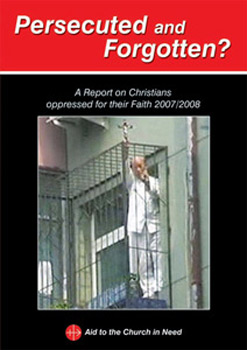 Persecuted and
Forgotten?
A Report on Christians
oppressed for their Faith 2007/2008
Aid to the Church in Need